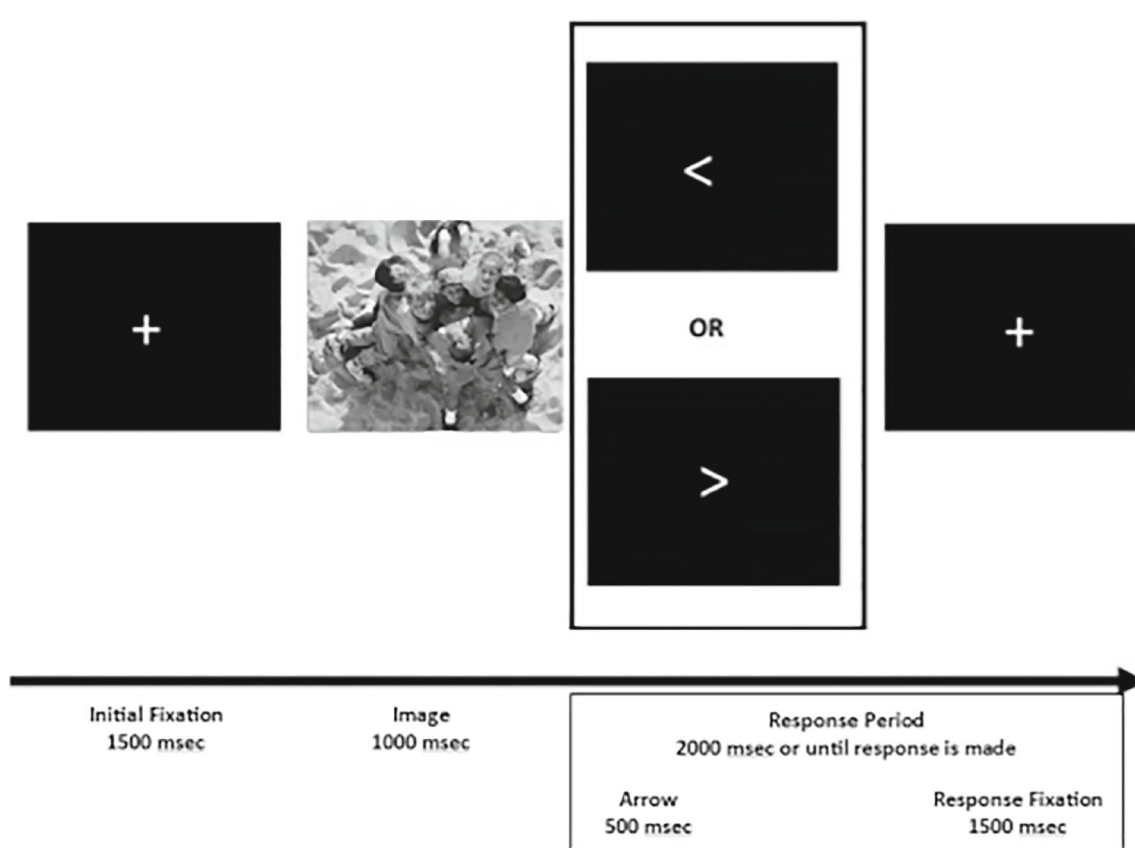 +
<
OR
>
+
Initial Fixation
1500 msec
Image
1000 msec
Response Period
2000 msec or until response is made
Arrow
500 msec
Response Fixation
1500 msec